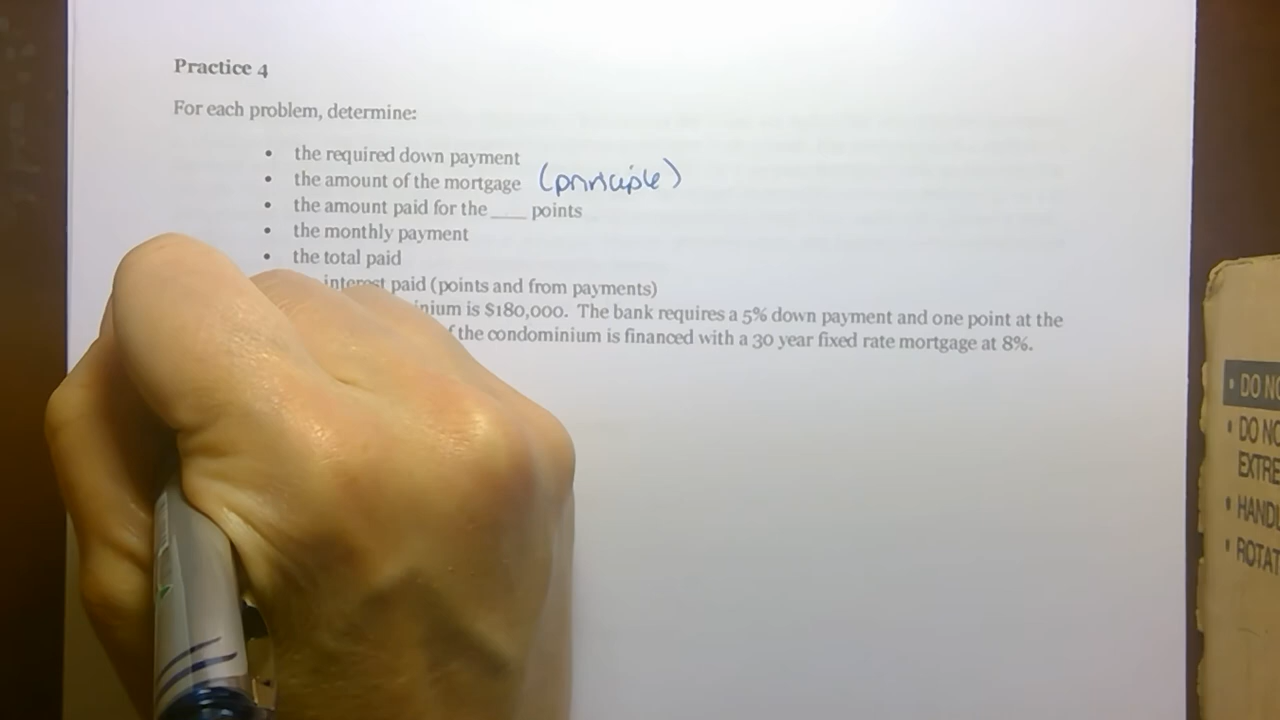 Practice 4
For each problem, determine:
• the required down payment
• the amount of the mortgage (principle)
• the amount paid for the ___ points
• the monthly payment
• the total paid
interest paid (points and from payments)
is $180,000. The bank requires a 5% down payment and one point at the
the condominium is financed with a 30 year fixed rate mortgage at 8%.
• DO NO
• DO NO
EXTRE
• HANDL
• ROTAT